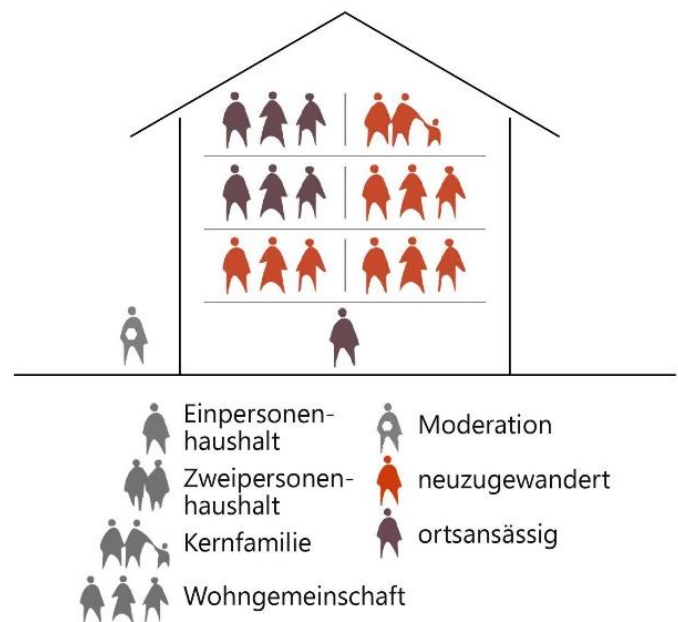 Einpersonen-
haushalt
Zweipersonen-
haushalt
Kernfamilie
Wohngemeinschaft
Moderation
neuzugewandert
ortsansässig